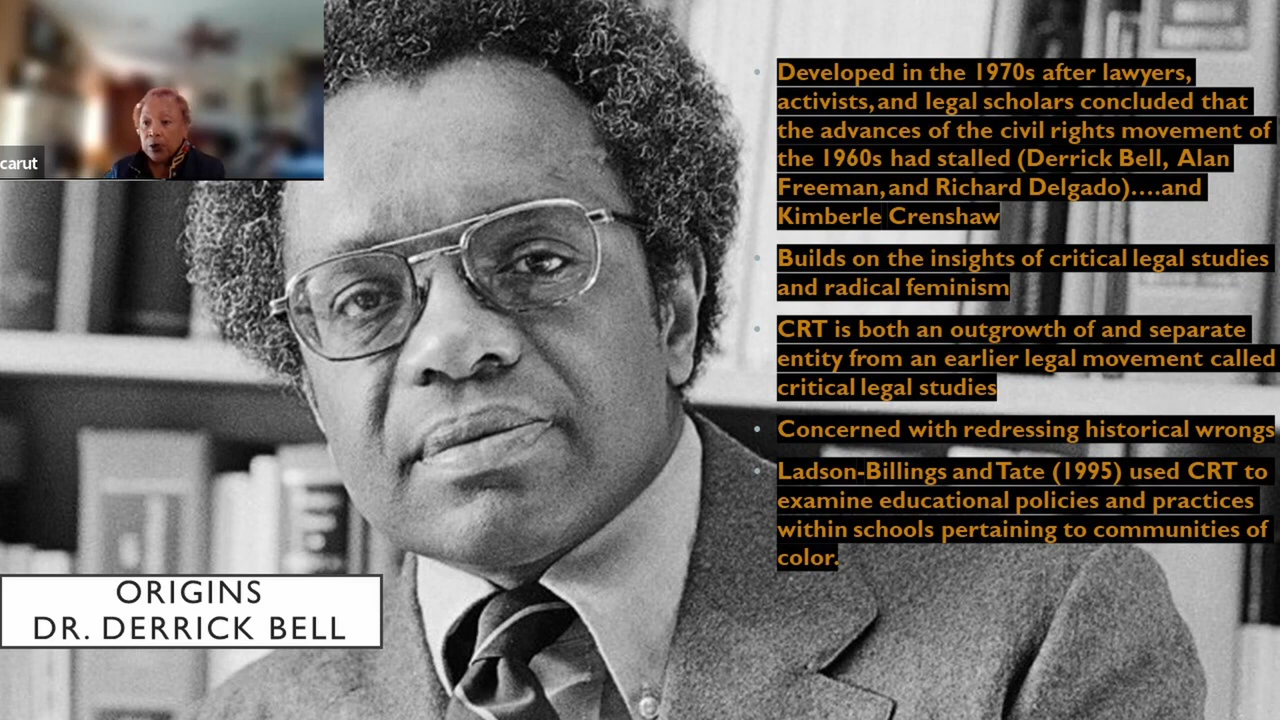 carut
Developed in the 1970s after lawyers,
activists, and legal scholars concluded that
the advances of the civil rights movement of
the 1960s had stalled (Derrick Bell, Alan
Freeman, and Richard Delgado)….and
Kimberle Crenshaw
Builds on the insights of critical legal studies
and radical feminism
CRT is both an outgrowth of and separate
entity from an earlier legal movement called
critical legal studies
Concerned with redressing historical wrongs
Ladson-Billings and Tate (1995) used CRT to
examine educational policies and practices
within schools pertaining to communities of
color.
ORIGINS
DR. DERRICK BELL